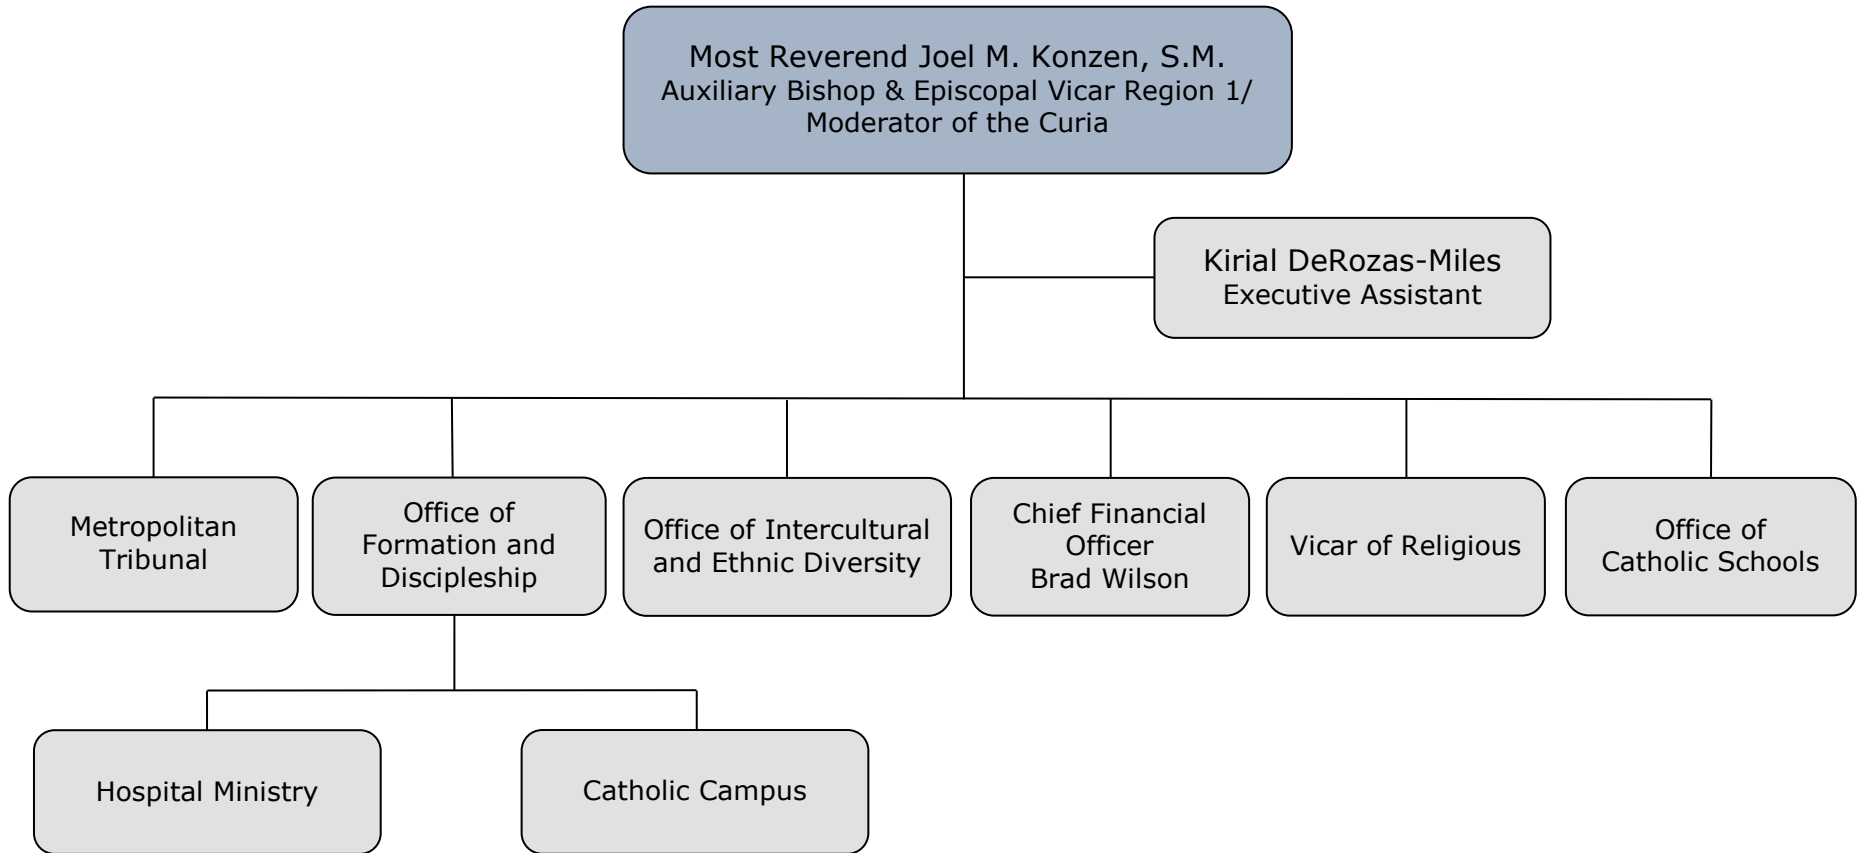 Most Reverend Joel M. Konzen, S.M.
Auxiliary Bishop & Episcopal Vicar Region 1/
Moderator of the Curia
Kirial DeRozas-Miles
Executive Assistant
Metropolitan
Tribunal
Office of
Formation and
Discipleship
Office of Intercultural
and Ethnic Diversity
Chief Financial
Officer
Brad Wilson
Vicar of Religious
Office of
Catholic Schools
Hospital Ministry
Catholic Campus